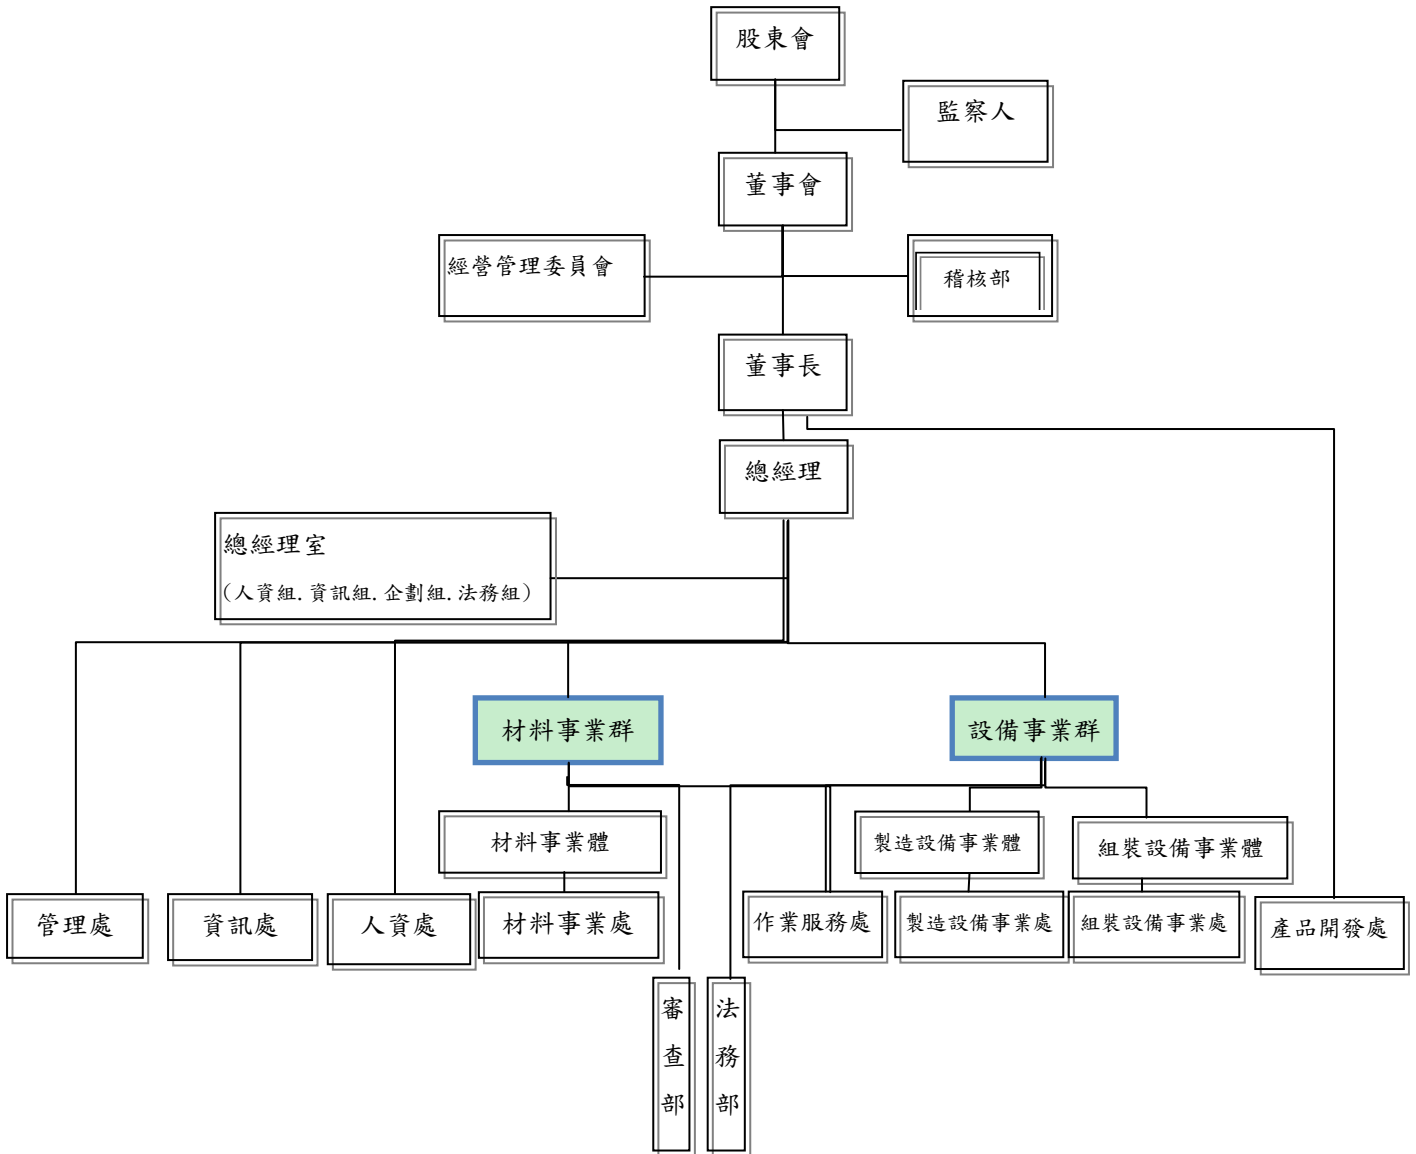 股東會
監察人
董事會
經營管理委員會
稽核部
董事長
總經理
總經理室
(人資組.資訊組.企劃組.法務組)
材料事業群
設備事業群
材料事業體
製造設備事業體
組裝設備事業體
管理處
資訊處
人資處
材料事業處
作業服務處
製造設備事業處
組裝設備事業處
產品開發處
審查部
法務部